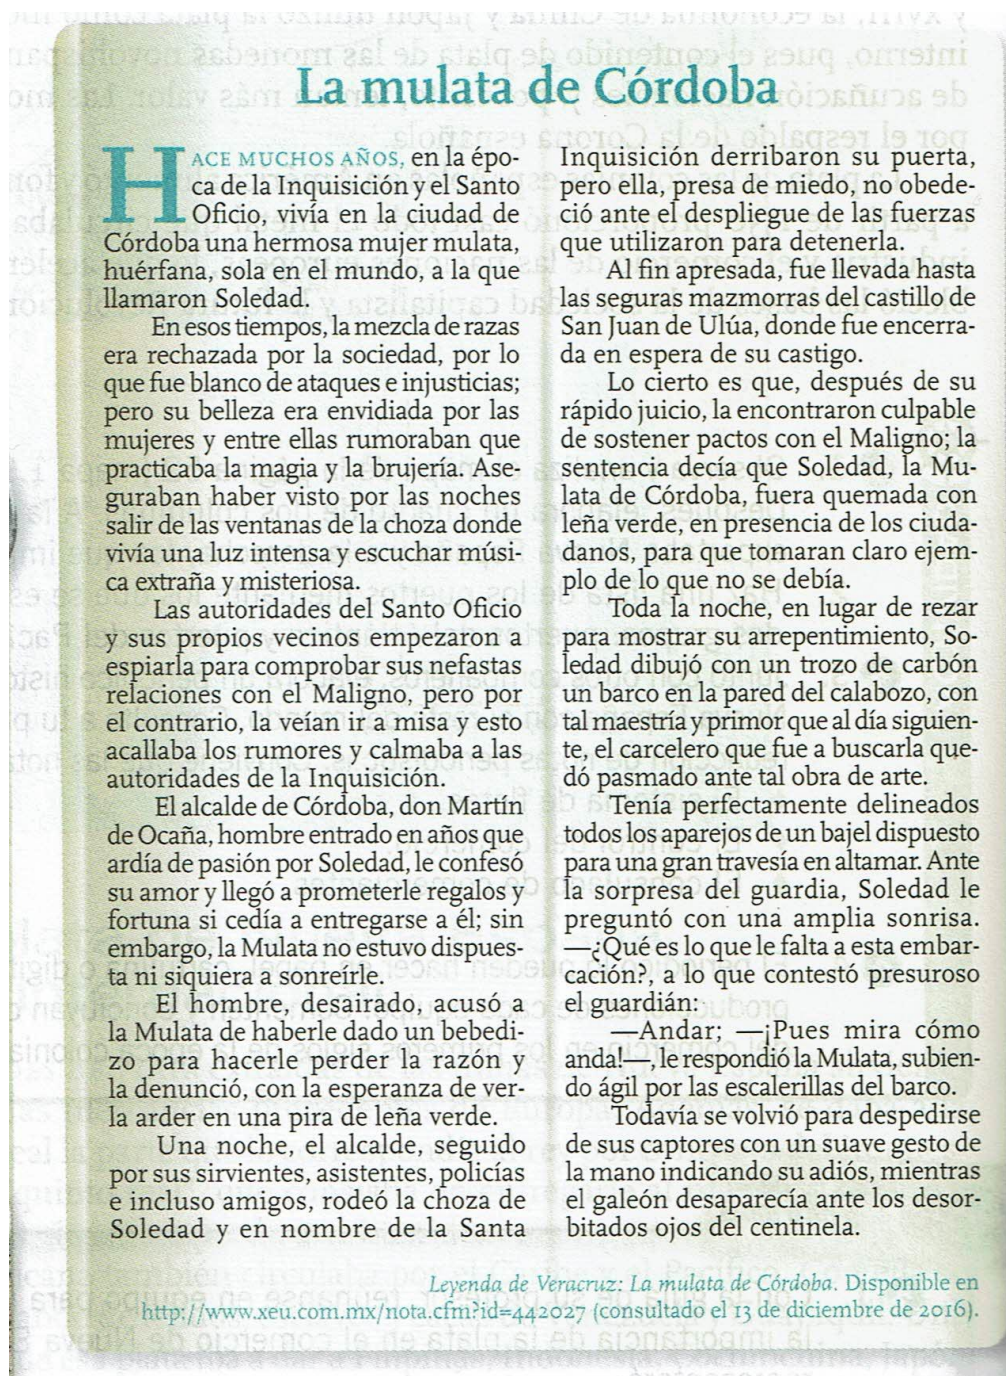 La mulata de Córdoba
HACE MUCHOS AÑOS, en la épo-
ca de la Inquisición y el Santo
Oficio, vivía en la ciudad de
Córdoba una hermosa mujer mulata,
huérfana, sola en el mundo, a la que
llamaron Soledad.
En esos tiempos, la mezcla de razas
era rechazada por la sociedad, por lo
que fue blanco de ataques e injusticias;
pero su belleza era envidiada por las
mujeres y entre ellas rumoraban que
practicaba la magia y la brujería. Ase-
guraban haber visto por las noches
salir de las ventanas de la choza donde
vivía una luz intensa y escuchar músi-
ca extraña y misteriosa.
Las autoridades del Santo Oficio
y sus propios vecinos empezaron a
espiarla para comprobar sus nefastas
relaciones con el Maligno, pero por
el contrario, la veían ir a misa y esto
acallaba los rumores y calmaba a las
autoridades de la Inquisición.
El alcalde de Córdoba, don Martín
de Ocaña, hombre entrado en años que
ardía de pasión por Soledad, le confesó
su amor y llegó a prometerle regalos y
fortuna si cedía a entregarse a él; sin
embargo, la Mulata no estuvo dispues-
ta ni siquiera a sonreírle.
El hombre, desairado, acusó a
la Mulata de haberle dado un bebedi-
zo para hacerle perder la razón y
la denunció, con la esperanza de ver-
la arder en una pira de leña verde.
Una noche, el alcalde, seguido
por sus sirvientes, asistentes, policías
e incluso amigos, rodeó la choza de
Soledad y en nombre de la Santa
Inquisición derribaron su puerta,
pero ella, presa de miedo, no obede-
ció ante el despliegue de las fuerzas
que utilizaron para detenerla.
Al fin apresada, fue llevada hasta
las seguras mazmorras del castillo de
San Juan de Ulúa, donde fue encerra-
da en espera de su castigo.
Lo cierto es que, después de su
rápido juicio, la encontraron culpable
de sostener pactos con el Maligno; la
sentencia decía que Soledad, la Mu-
lata de Córdoba, fuera quemada con
leña verde, en presencia de los ciuda-
danos, para que tomaran claro ejem-
plo de lo que no se debía.
Toda la noche, en lugar de rezar
para mostrar su arrepentimiento, So-
ledad dibujó con un trozo de carbón
un barco en la pared del calabozo, con
tal maestría y primor que al día siguien-
te, el carcelero que fue a buscarla que-
dó pasmado ante tal obra de arte.
Tenía perfectamente delineados
todos los aparejos de un bajel dispuesto
para una gran travesía en altamar. Ante
la sorpresa del guardia, Soledad le
preguntó con una amplia sonrisa.
—¿Qué es lo que le falta a esta embar-
cación?, a lo que contestó presuroso
el guardián:
—Andar; —¡Pues mira cómo
anda!—, le respondió la Mulata, subien-
do ágil por las escalerillas del barco.
Todavía se volvió para despedirse
de sus captores con un suave gesto de
la mano indicando su adiós, mientras
el galeón desaparecía ante los desor-
bitados ojos del centinela.
Leyenda de Veracruz: La mulata de Córdoba. Disponible en
http://www.xeu.com.mx/nota.cfm?id=442027 (consultado el 13 de diciembre de 2016).